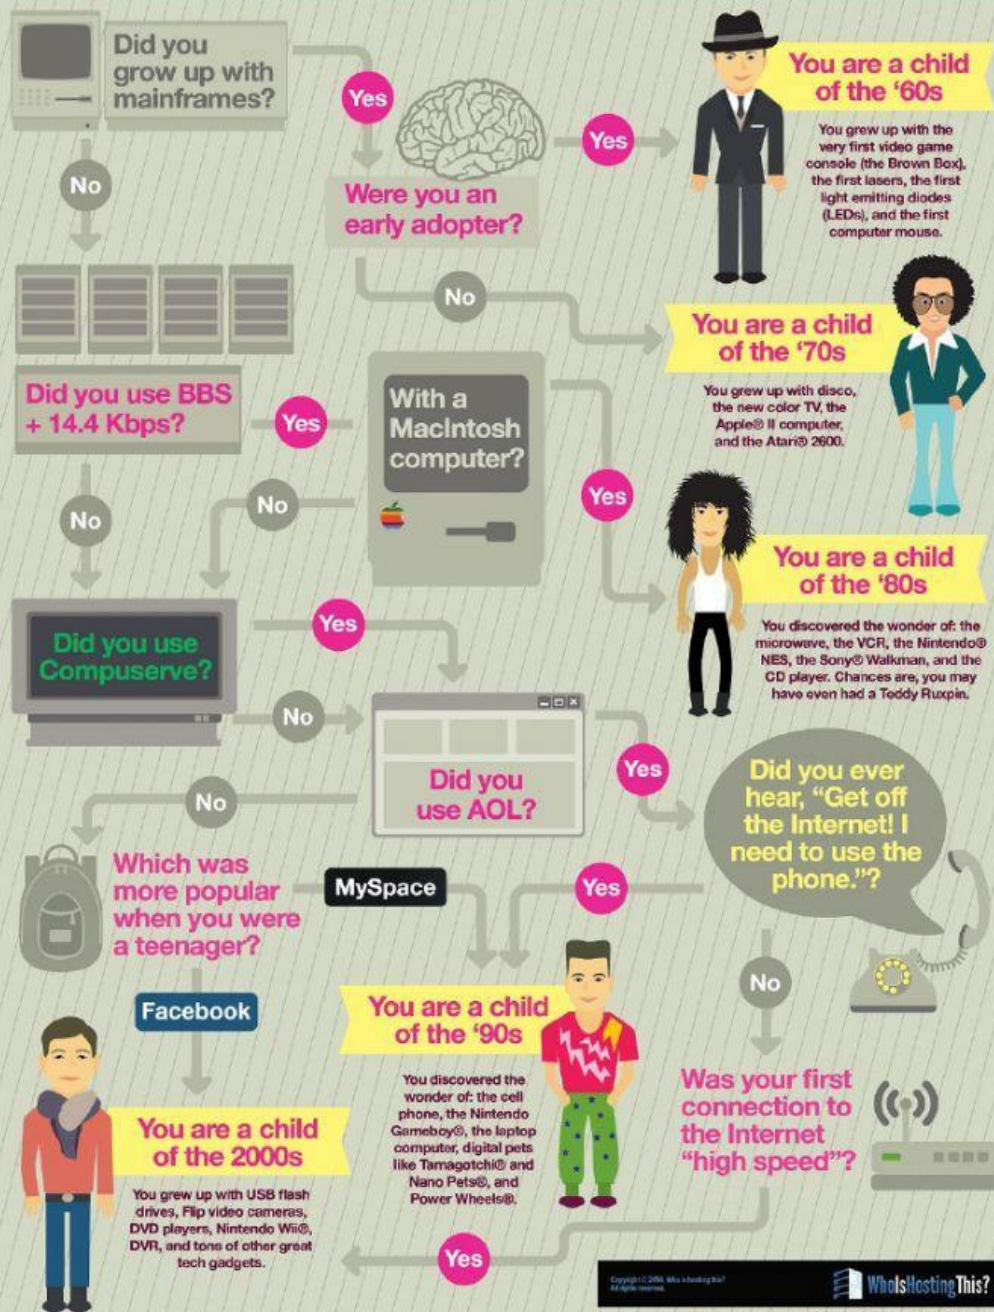 Did you
grow up with
mainframes?
Yes
No
Were you an
early adopter?
Yes
You are a child
of the ‘60s
You grew up with the
very first video game
console (the Brown Box),
the first lasers, the first
light emitting diodes
(LEDs), and the first
computer mouse.
No
You are a child
of the ‘70s
You grew up with disco,
the new color TV, the
Apple® II computer,
and the Atari® 2600.
Did you use BBS
+ 14.4 Kbps?
Yes
No
With a
MacIntosh
computer?
No
Yes
You are a child
of the ‘80s
You discovered the wonder of: the
microwave, the VCR, the Nintendo®
NES, the Sony® Walkman, and the
CD player. Chances are, you may
have even had a Teddy Ruxpin.
Did you use
Compuserve?
Yes
No
Did you
use AOL?
Yes
No
Did you ever
hear, “Get off
the Internet! I
need to use the
phone.”?
Yes
No
Which was
more popular
when you were
a teenager?
MySpace
Facebook
You are a child
of the ‘90s
You discovered the
wonder of: the cell
phone, the Nintendo
Gameboy®, the laptop
computer, digital pets
like Tamagotchi® and
Nano Pets®, and
Power Wheels®.
Was your first
connection to
the Internet
“high speed”?
Yes
You are a child
of the 2000s
You grew up with USB flash
drives, Flip video cameras,
DVD players, Nintendo Wii®,
DVR, and tons of other great
tech gadgets.
WhoIsHostingThis?